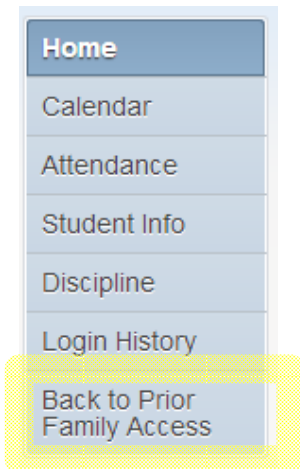 Home
Calendar
Attendance
Student Info
Discipline
Login History
Back to Prior
Family Access